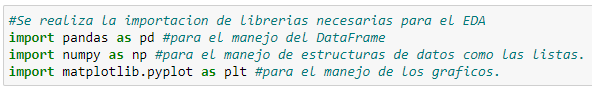 #Se realiza la importacion de librerias necesarias para el EDA
import pandas as pd #para el manejo del DataFrame
import numpy as np #para el manejo de estructuras de datos como las listas.
import matplotlib.pyplot as plt #para el manejo de los graficos.